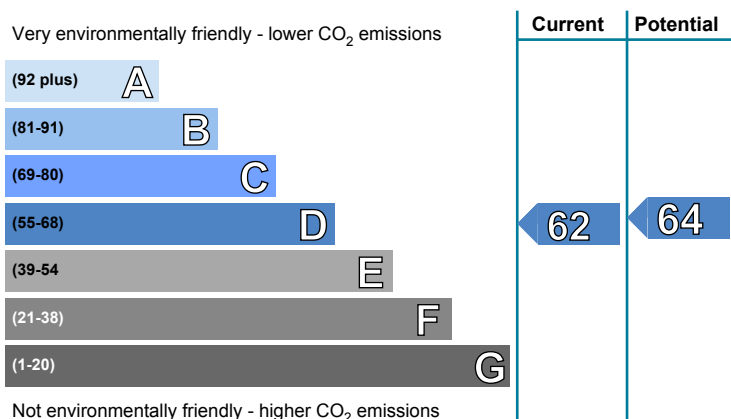 Very environmentally friendly - lower CO2 emissions
Current Potential
(92 plus) A
(81-91) B
(69-80) C
(55-68) D 62 64
(39-54 E
(21-38) F
(1-20) G
Not environmentally friendly - higher CO2 emissions